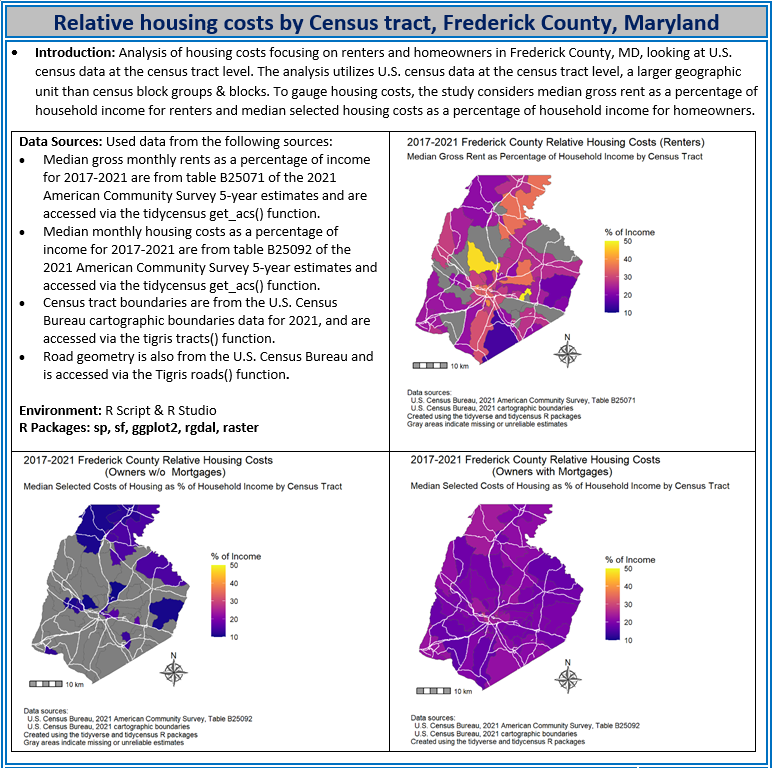 Relative housing costs by Census tract, Frederick County, Maryland
• Introduction: Analysis of housing costs focusing on renters and homeowners in Frederick County, MD, looking at U.S.
census data at the census tract level. The analysis utilizes U.S. census data at the census tract level, a larger geographic
unit than census block groups & blocks. To gauge housing costs, the study considers median gross rent as a percentage of
household income for renters and median selected housing costs as a percentage of household income for homeowners.
Data Sources: Used data from the following sources:
• Median gross monthly rents as a percentage of income
for 2017-2021 are from table B25071 of the 2021
American Community Survey 5-year estimates and are
accessed via the tidycensus get_acs() function.
• Median monthly housing costs as a percentage of
income for 2017-2021 are from table B25092 of the
2021 American Community Survey 5-year estimates and
accessed via the tidycensus get_acs() function.
• Census tract boundaries are from the U.S. Census
Bureau cartographic boundaries data for 2021, and are
accessed via the tigris tracts() function.
• Road geometry is also from the U.S. Census Bureau and
is accessed via the Tigris roads() function.
Environment: R Script & R Studio
R Packages: sp, sf, ggplot2, rgdal, raster
2017-2021 Frederick County Relative Housing Costs (Renters)
Median Gross Rent as Percentage of Household Income by Census Tract
% of Income
50
40
30
20
10
N
10 km
Data sources:
U.S. Census Bureau, 2021 American Community Survey, Table B25071
U.S. Census Bureau, 2021 cartographic boundaries
Created using the tidyverse and tidycensus R packages
Gray areas indicate missing or unreliable estimates
2017-2021 Frederick County Relative Housing Costs
(Owners w/o Mortgages)
Median Selected Costs of Housing as % of Household Income by Census Tract
% of Income
50
40
30
20
10
N
10 km
Data sources:
U.S. Census Bureau, 2021 American Community Survey, Table B25092
U.S. Census Bureau, 2021 cartographic boundaries
Created using the tidyverse and tidycensus R packages
Gray areas indicate missing or unreliable estimates
2017-2021 Frederick County Relative Housing Costs
(Owners with Mortgages)
Median Selected Costs of Housing as % of Household Income by Census Tract
% of Income
50
40
30
20
10
N
10 km
Data sources:
U.S. Census Bureau, 2021 American Community Survey, Table B25092
U.S. Census Bureau, 2021 cartographic boundaries
Created using the tidyverse and tidycensus R packages